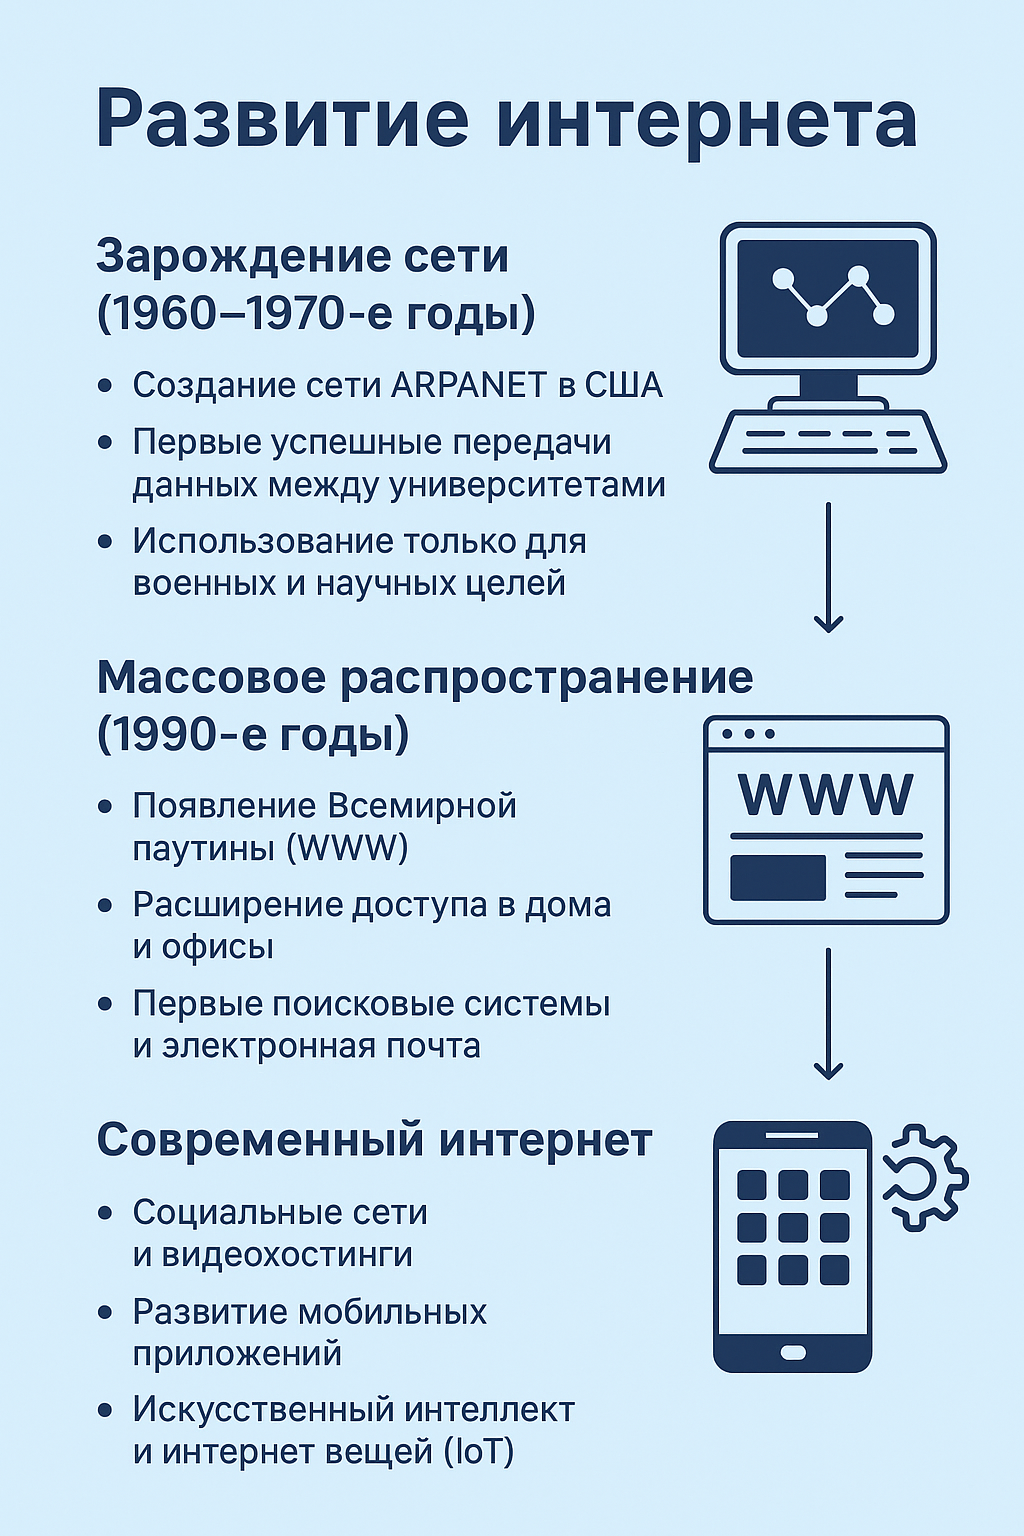 Развитие интернета
Зарождение сети
(1960–1970-е годы)
• Создание сети ARPANET в США
• Первые успешные передачи
данных между университетами
• Использование только для
военных и научных целей
Массовое распространение
(1990-е годы)
WWW
• Появление Всемирной
паутины (WWW)
• Расширение доступа в дома
и офисы
• Первые поисковые системы
и электронная почта
Современный интернет
• Социальные сети
и видеохостинги
• Развитие мобильных
приложений
• Искусственный интеллект
и интернет вещей (IoT)